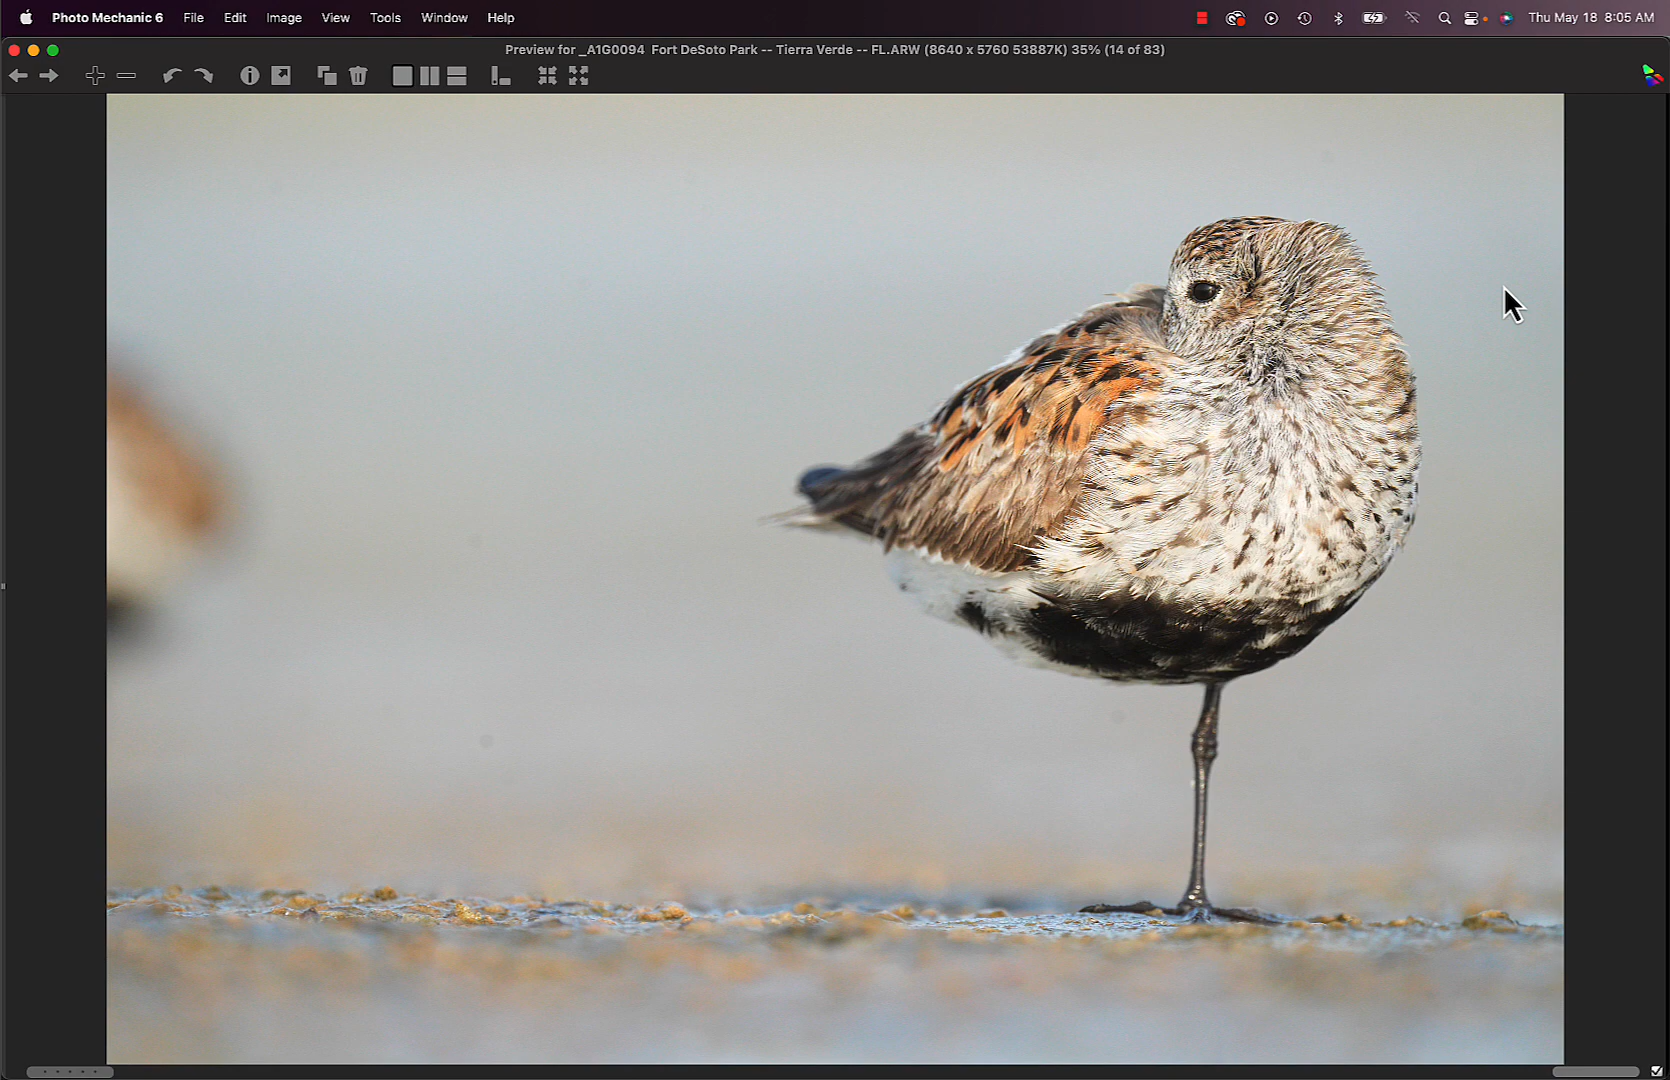 Photo Mechanic 6 File Edit Image View Tools Window Help Thu May 18 8:05 AM
Preview for _A1G0094 Fort DeSoto Park -- Tierra Verde -- FL.ARW (8640 x 5760 53887K) 35% (14 of 83)